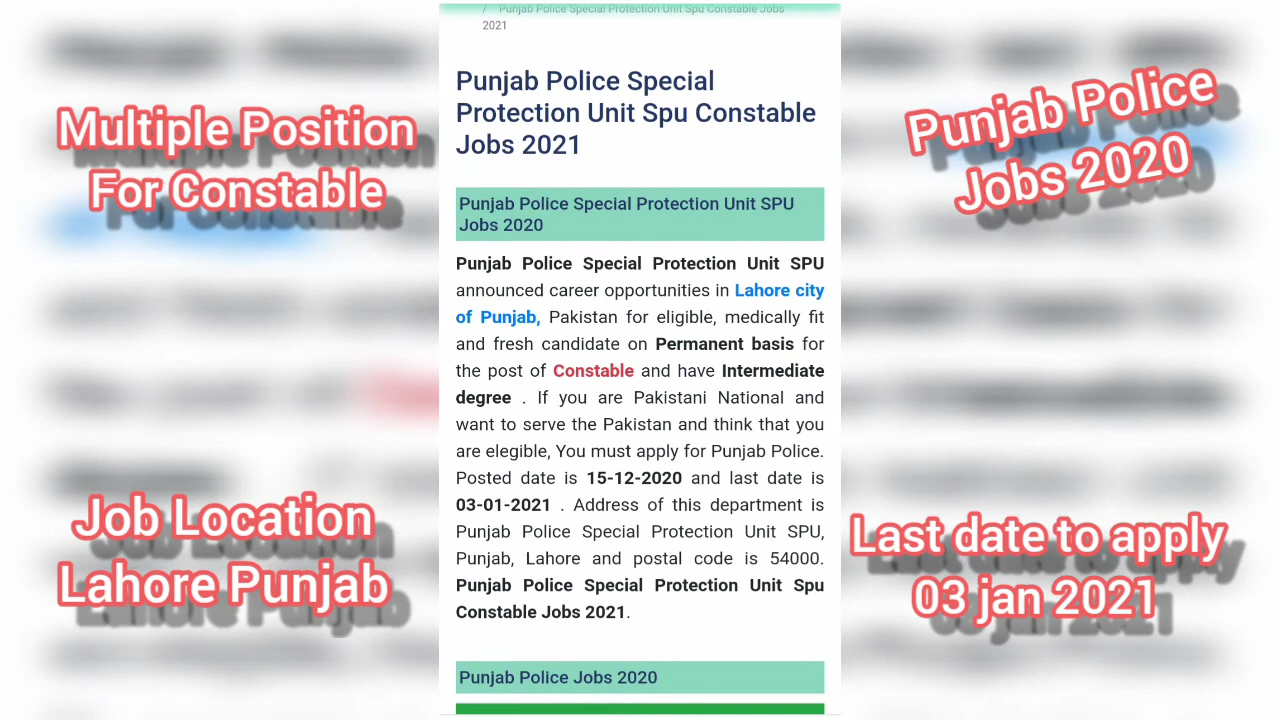 / Punjab Police Special Protection Unit Spu Constable Jobs
2021
Punjab Police Special
Protection Unit Spu Constable
Jobs 2021
Punjab Police Special Protection Unit SPU
Jobs 2020
Punjab Police Special Protection Unit SPU
announced career opportunities in Lahore city
of Punjab, Pakistan for eligible, medically fit
and fresh candidate on Permanent basis for
the post of Constable and have Intermediate
degree . If you are Pakistani National and
want to serve the Pakistan and think that you
are elegible, You must apply for Punjab Police.
Posted date is 15-12-2020 and last date is
03-01-2021 . Address of this department is
Punjab Police Special Protection Unit SPU,
Punjab, Lahore and postal code is 54000.
Punjab Police Special Protection Unit Spu
Constable Jobs 2021.
Punjab Police Jobs 2020
Multiple Position
For Constable
Job Location
Lahore Punjab
Punjab Police
Jobs 2020
Last date to apply
03 jan 2021